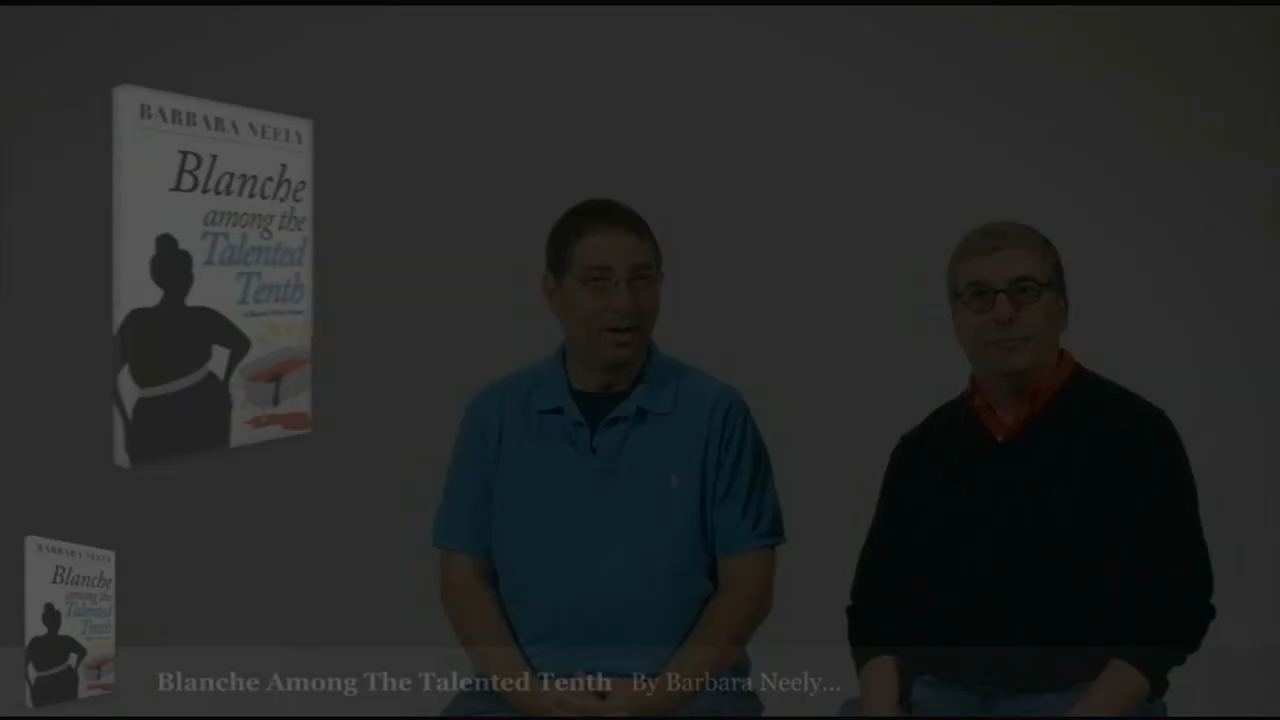 BARBARA NEELY
Blanche
among the
Talented
Tenth
BARBARA NEELY
Blanche
among the
Talented
Tenth
Blanche Among The Talented Tenth By Barbara Neely...